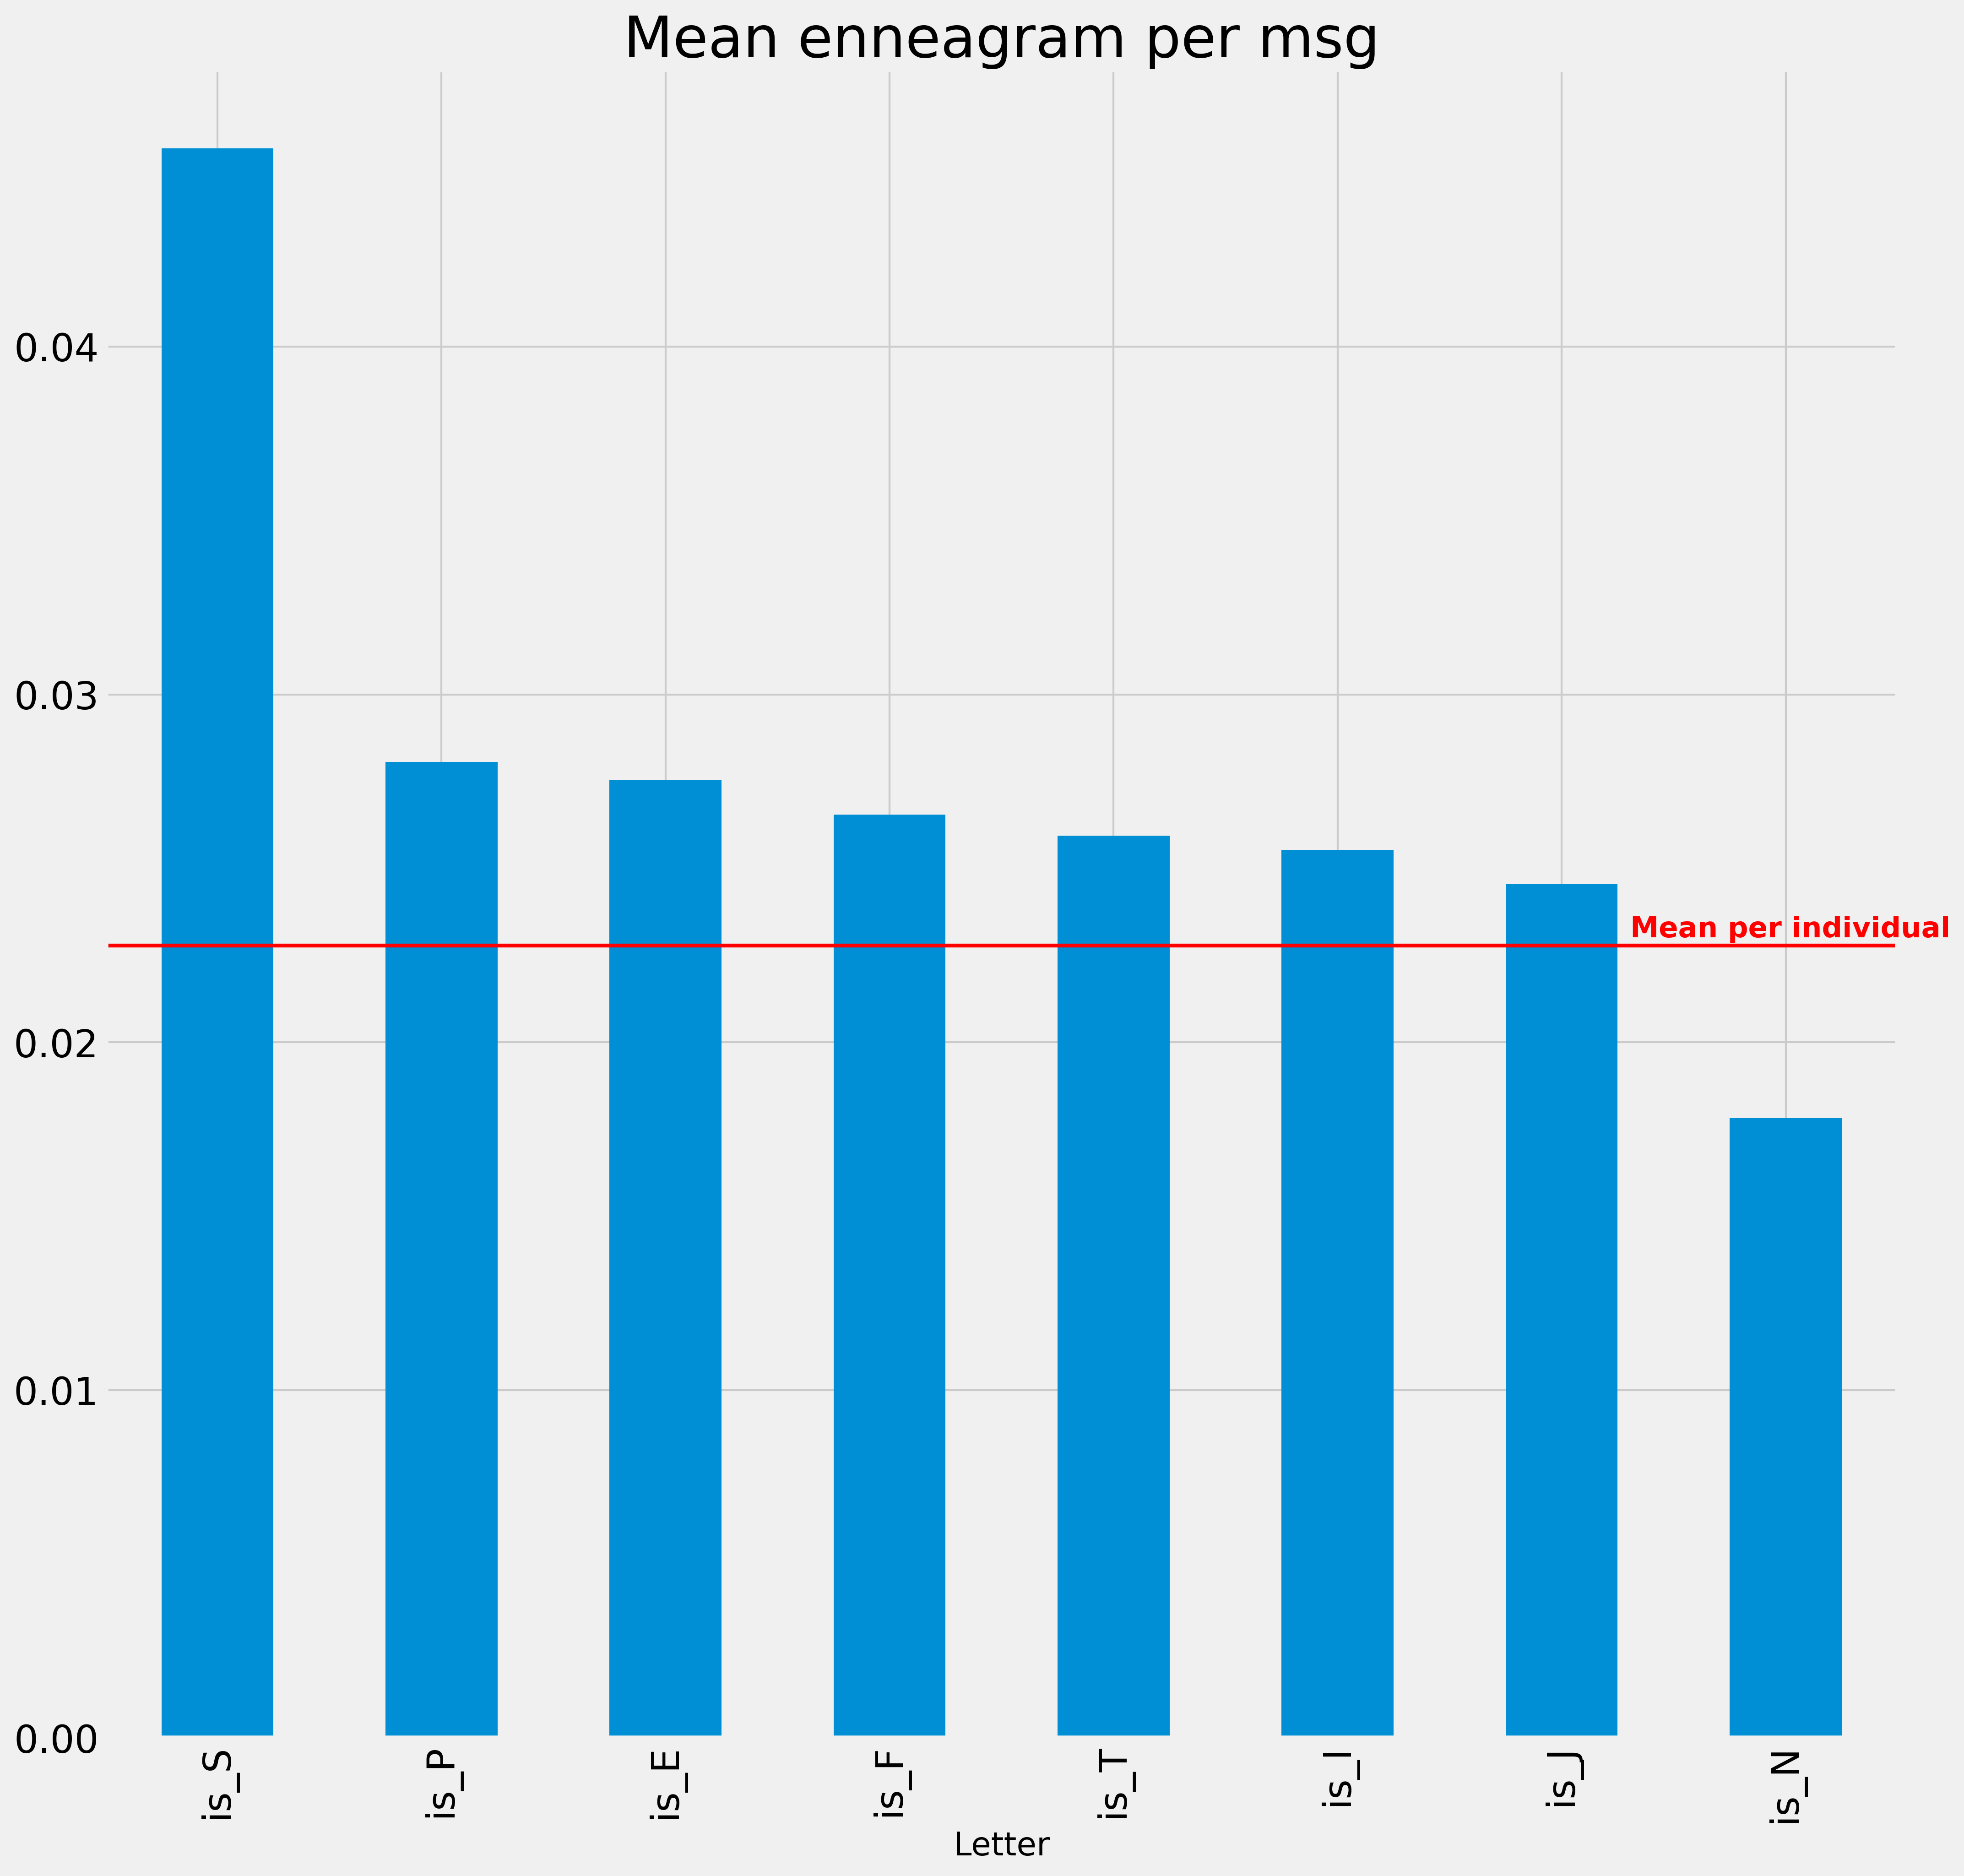 Mean enneagram per msg
0.04
0.03
Mean per individual
0.02
0.01
0.00
is_S
is_P
is_E
is_F
is_T
is_I
is_J
is_N
Letter